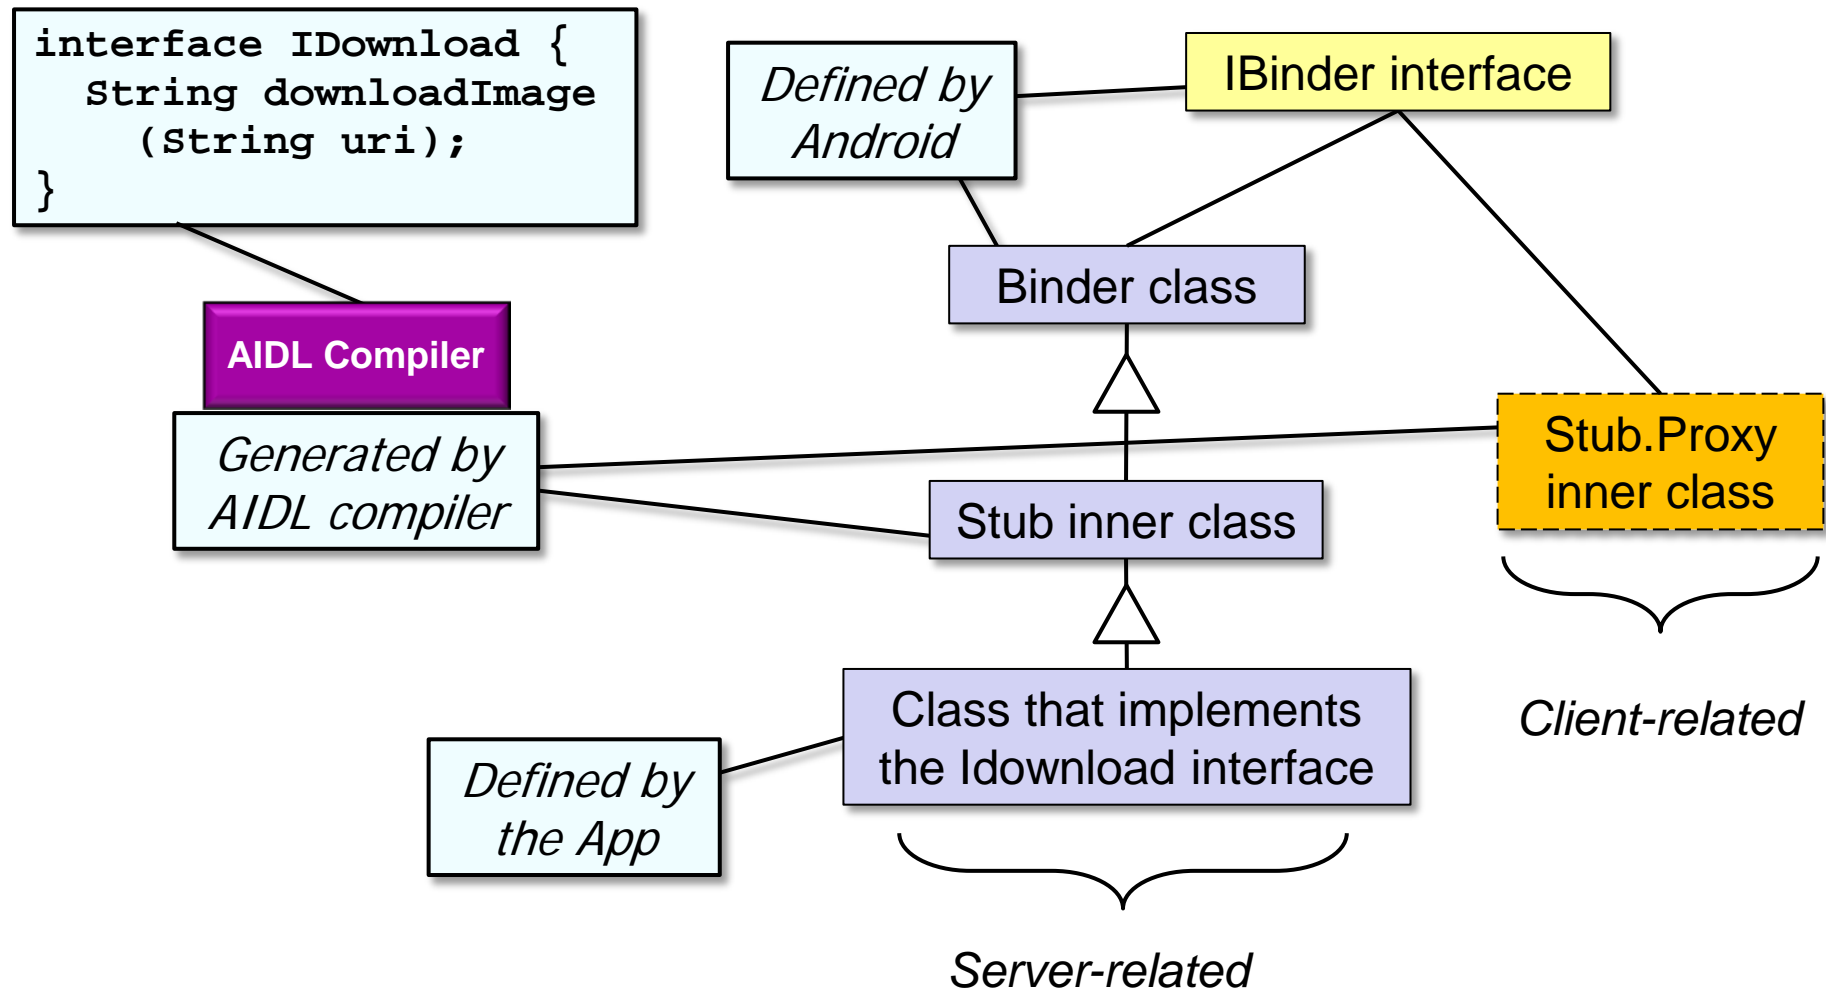 interface IDownload {
String downloadImage
(String uri);
}
Defined by
Android
IBinder interface
Binder class
AIDL Compiler
Generated by
AIDL compiler
Stub.Proxy
inner class
Stub inner class
Class that implements
the Idownload interface
Client-related
Defined by
the App
Server-related